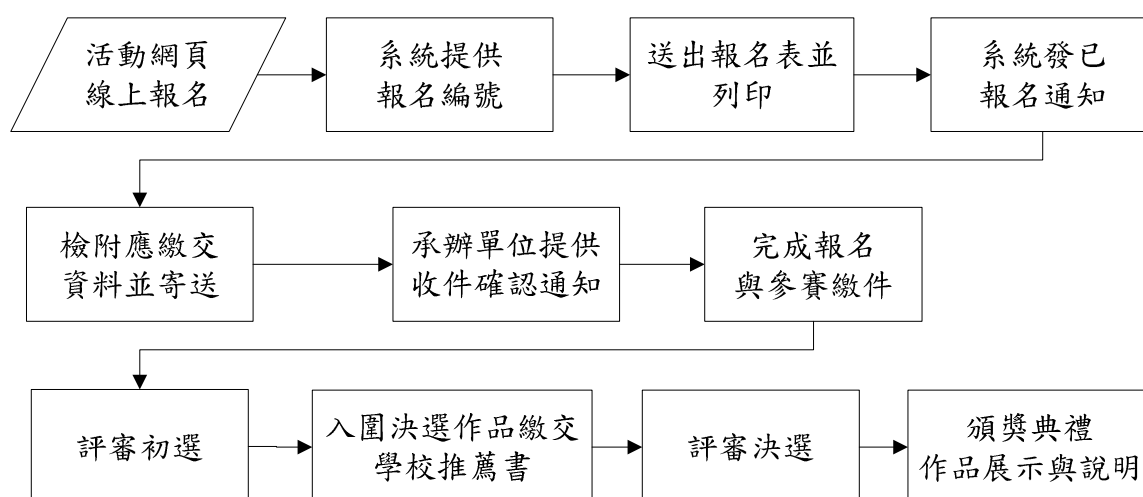 活動網頁
線上報名
系統提供
報名編號
送出報名表並
列印
系統發已
報名通知
檢附應繳交
資料並寄送
承辦單位提供
收件確認通知
完成報名
與參賽繳件
評審初選
入圍決選作品繳交
學校推薦書
評審決選
頒獎典禮
作品展示與說明